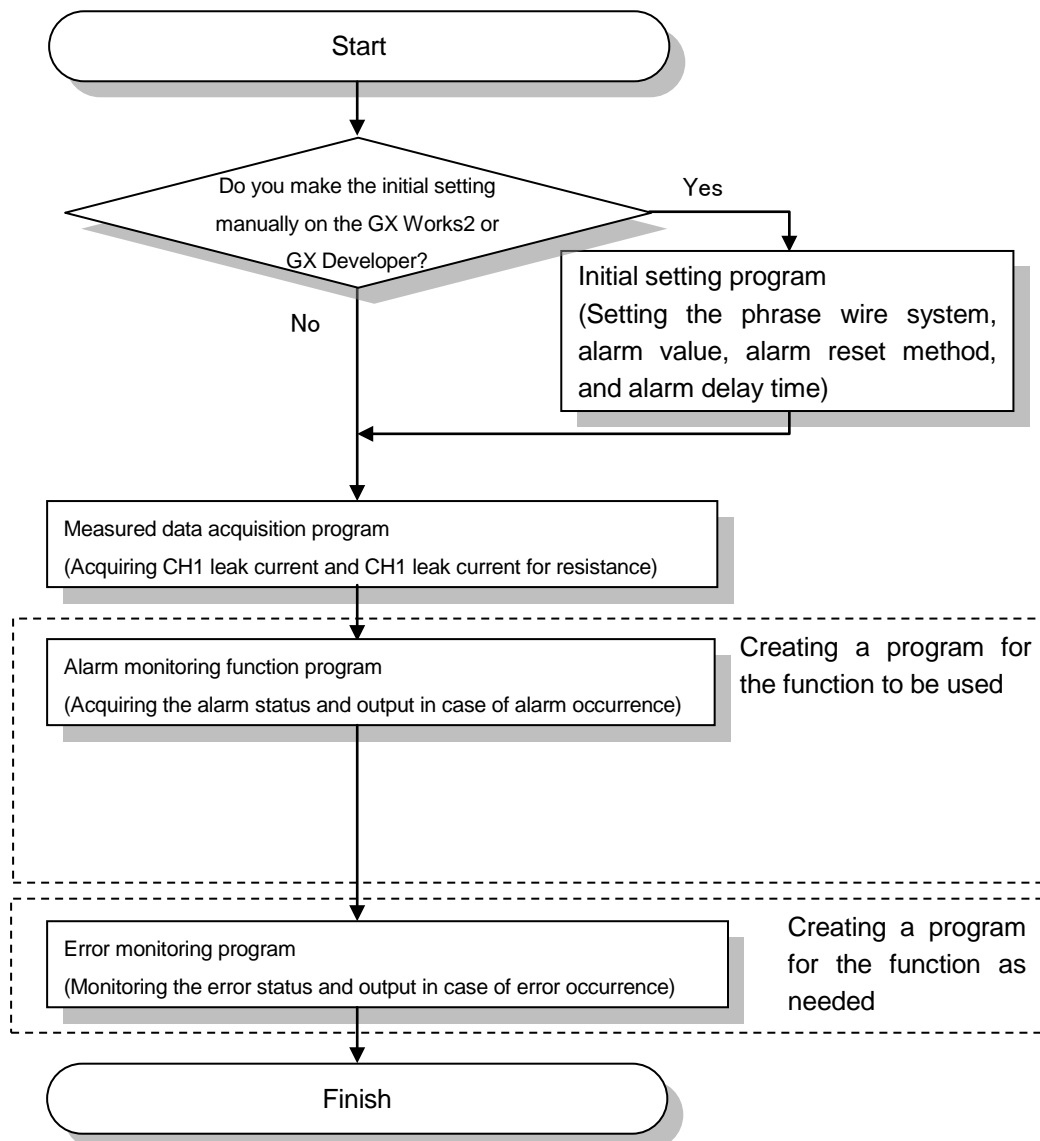 Start
Do you make the initial setting
manually on the GX Works2 or
GX Developer?
Yes
No
Initial setting program
(Setting the phrase wire system,
alarm value, alarm reset method,
and alarm delay time)
Measured data acquisition program
(Acquiring CH1 leak current and CH1 leak current for resistance)
Alarm monitoring function program
(Acquiring the alarm status and output in case of alarm occurrence)
Creating a program for
the function to be used
Error monitoring program
(Monitoring the error status and output in case of error occurrence)
Creating a program
for the function as
needed
Finish